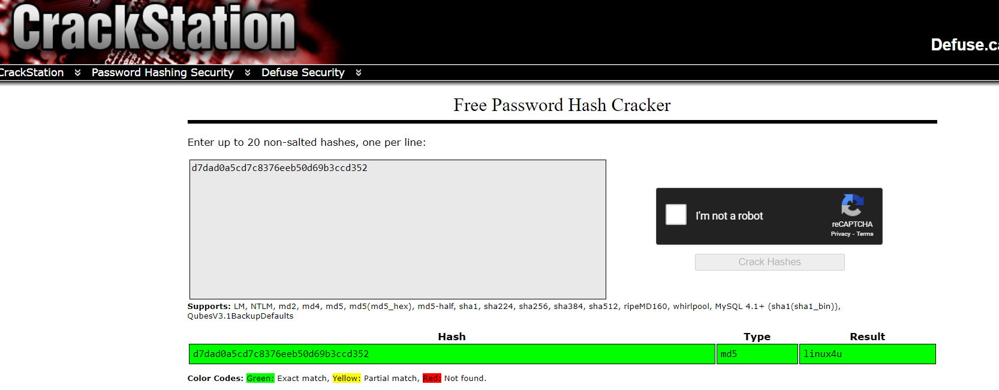 CrackStation
Defuse.ca
CrackStation Password Hashing Security Defuse Security
Free Password Hash Cracker
Enter up to 20 non-salted hashes, one per line:
d7dad0a5cd7c8376eeb50d69b3ccd352
I'm not a robot
reCAPTCHA
Privacy - Terms
Crack Hashes
Supports: LM, NTLM, md2, md4, md5, md5(md5_hex), md5-half, sha1, sha224, sha256, sha384, sha512, ripeMD160, whirlpool, MySQL 4.1+ (sha1(sha1_bin)),
QubesV3.1BackupDefaults
Hash Type Result
d7dad0a5cd7c8376eeb50d69b3ccd352 md5 linux4u
Color Codes: Green: Exact match, Yellow: Partial match, Red: Not found.